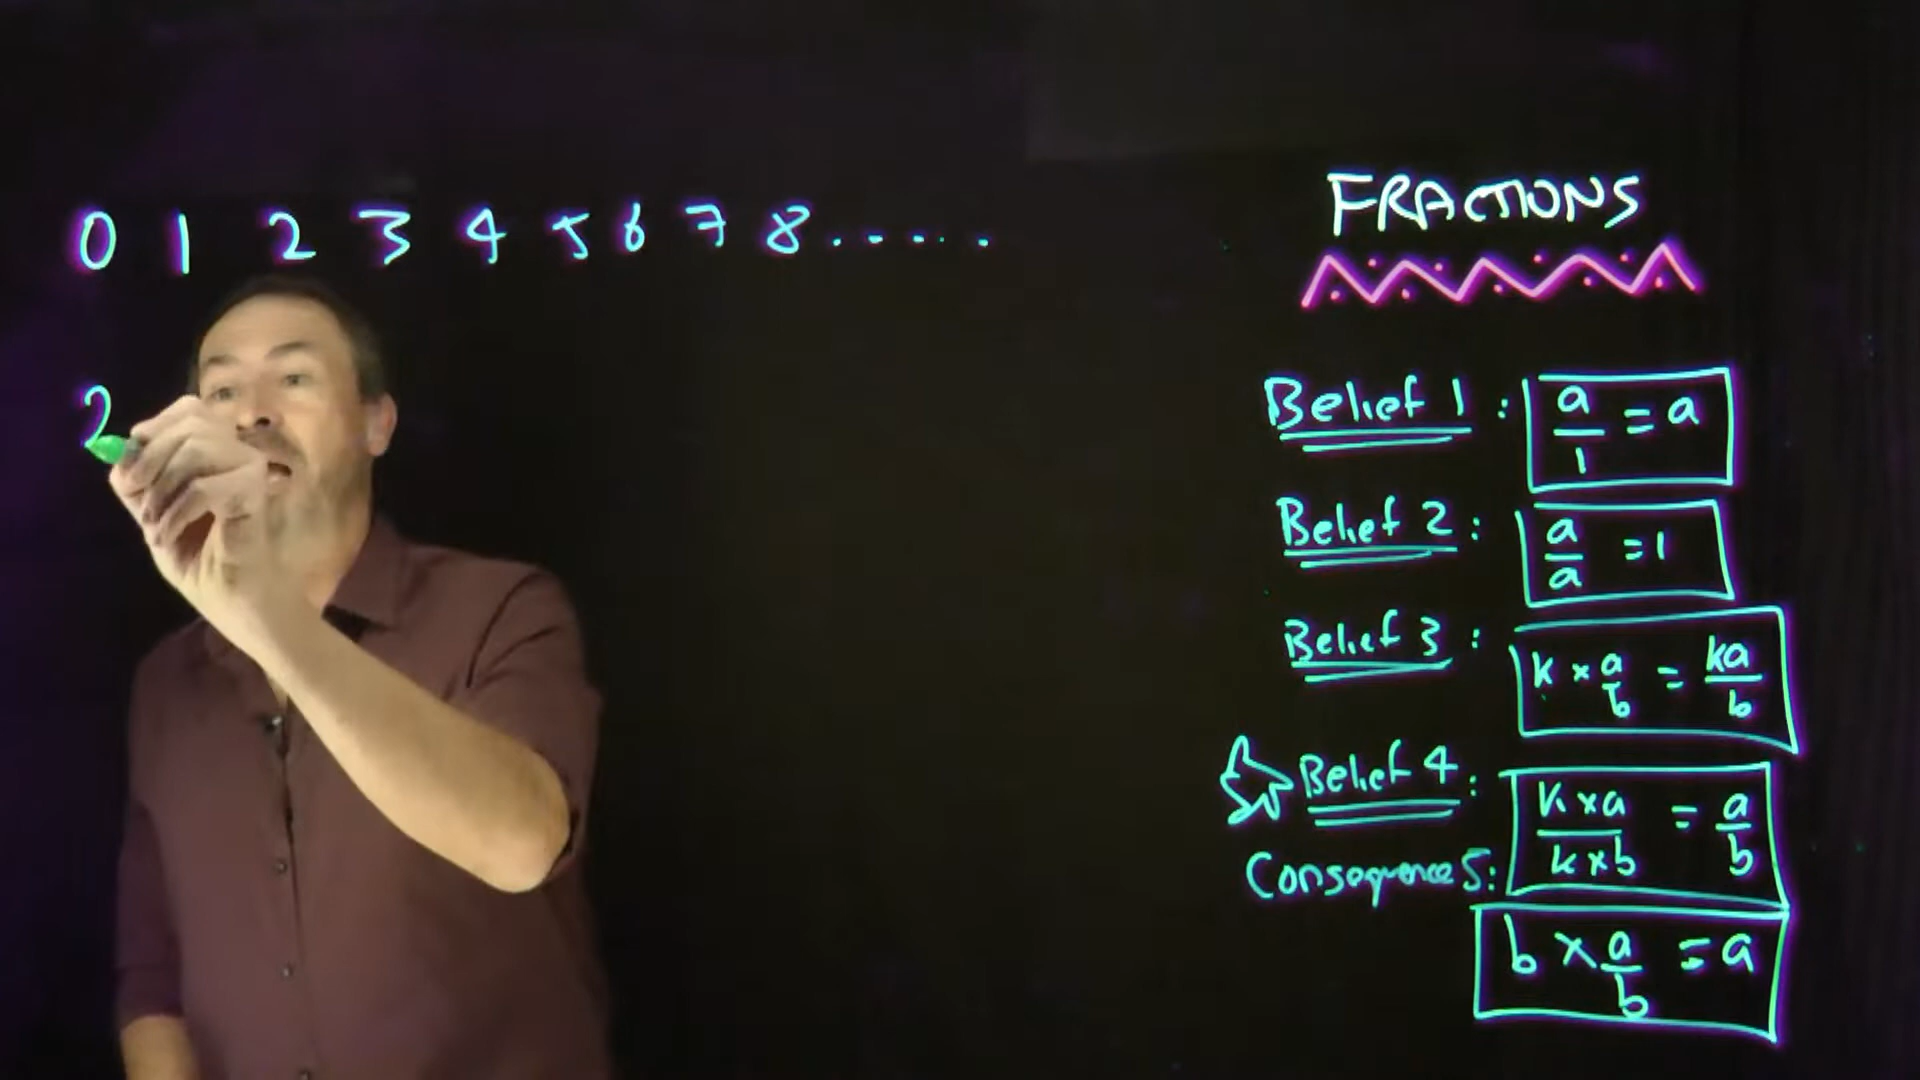 0 1 2 3 4 5 6 7 8.....
2
FRACTIONS
Belief 1 : a/1 = a
Belief 2 : a/a = 1
Belief 3 : k × a/b = ka/b
Belief 4 : k × a/k × b = a/b
Consequence 5: b × a/b = a